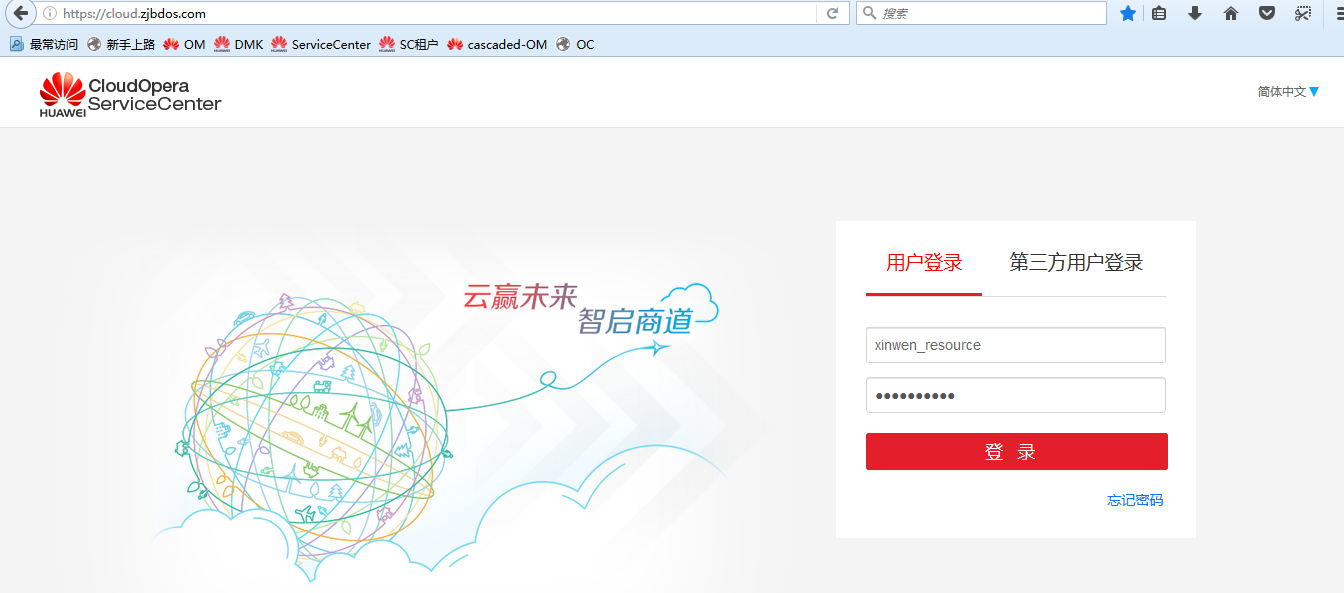 https://cloud.zjbdos.com
搜索
最常访问 新手上路 OM DMK ServiceCenter SC租户 cascaded-OM OC
HUAWEI
CloudOpera
ServiceCenter
简体中文
云赢未来
智启商道
用户登录 第三方用户登录
xinwen_resource
●●●●●●●●●●
登 录
忘记密码